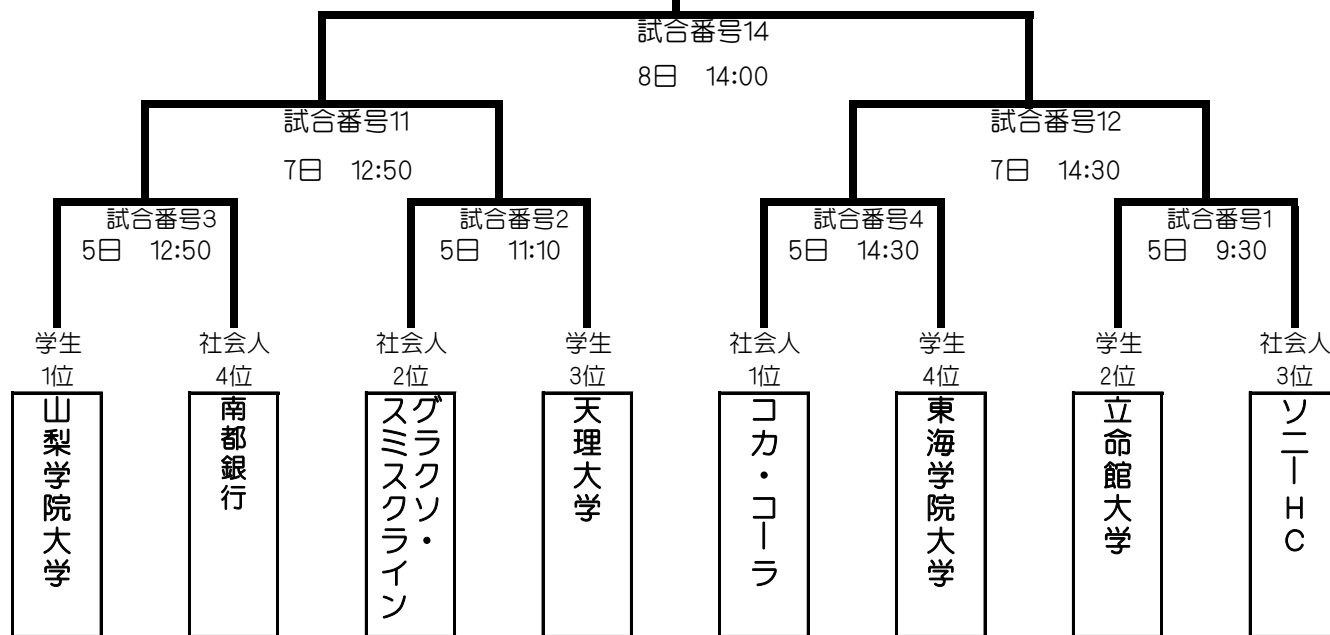 試合番号14
8日　14:00
試合番号11
試合番号12
7日　12:50
7日　14:30
試合番号3
試合番号2
試合番号4
試合番号1
5日　12:50
5日　11:10
5日　14:30
5日　9:30
学生
社会人
社会人
学生
社会人
学生
学生
社会人
1位
4位
2位
3位
1位
4位
2位
3位
山梨学院大学
南都銀行
グラクソ・
スミスクライン
天理大学
コカ・コーラ
東海学院大学
立命館大学
ソニーHC